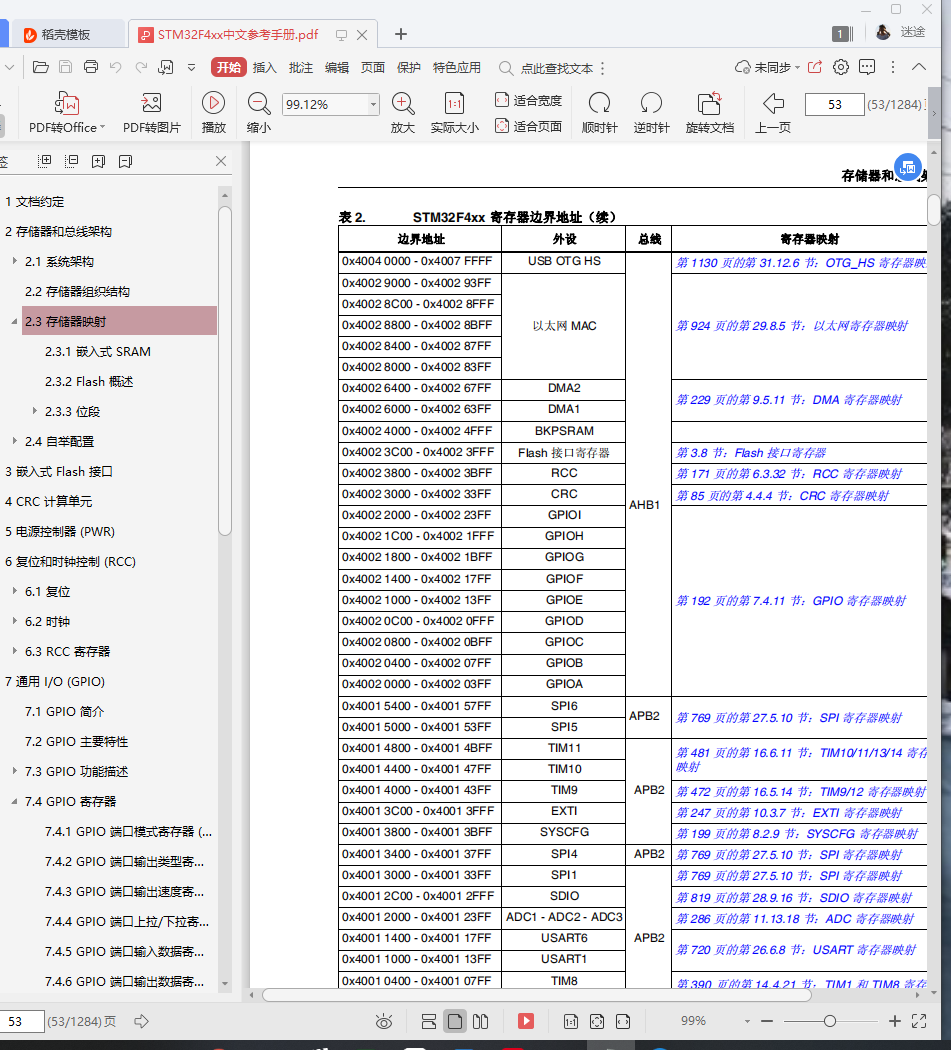 稻壳模板
STM32F4xx中文参考手册.pdf
1
迷途
开始 插入 批注 编辑 页面 保护 特色应用 点此查找文本
未同步
PDF转Office PDF转图片 播放 缩小 99.12% 放大 实际大小 适合宽度 适合页面 顺时针 逆时针 旋转文档 上一页 53 (53/1284)
签
1 文档约定
2 存储器和总线架构
2.1 系统架构
2.2 存储器组织结构
2.3 存储器映射
2.3.1 嵌入式 SRAM
2.3.2 Flash 概述
2.3.3 位段
2.4 自举配置
3 嵌入式 Flash 接口
4 CRC 计算单元
5 电源控制器 (PWR)
6 复位和时钟控制 (RCC)
6.1 复位
6.2 时钟
6.3 RCC 寄存器
7 通用 I/O (GPIO)
7.1 GPIO 简介
7.2 GPIO 主要特性
7.3 GPIO 功能描述
7.4 GPIO 寄存器
7.4.1 GPIO 端口模式寄存器 (...
7.4.2 GPIO 端口输出类型寄...
7.4.3 GPIO 端口输出速度寄...
7.4.4 GPIO 端口上拉/下拉寄...
7.4.5 GPIO 端口输入数据寄...
7.4.6 GPIO 端口输出数据寄...
存储器和
表 2. STM32F4xx 寄存器边界地址（续）
边界地址 外设 总线 寄存器映射
0x4004 0000 - 0x4007 FFFF USB OTG HS AHB1 第 1130 页的第 31.12.6 节：OTG_HS 寄存器映
0x4002 9000 - 0x4002 93FF 以太网 MAC 第 924 页的第 29.8.5 节：以太网寄存器映射
0x4002 8C00 - 0x4002 8FFF
0x4002 8800 - 0x4002 8BFF
0x4002 8400 - 0x4002 87FF
0x4002 8000 - 0x4002 83FF
0x4002 6400 - 0x4002 67FF DMA2 第 229 页的第 9.5.11 节：DMA 寄存器映射
0x4002 6000 - 0x4002 63FF DMA1
0x4002 4000 - 0x4002 4FFF BKPSRAM
0x4002 3C00 - 0x4002 3FFF Flash 接口寄存器 第 3.8 节：Flash 接口寄存器
0x4002 3800 - 0x4002 3BFF RCC 第 171 页的第 6.3.32 节：RCC 寄存器映射
0x4002 3000 - 0x4002 33FF CRC 第 85 页的第 4.4.4 节：CRC 寄存器映射
0x4002 2000 - 0x4002 23FF GPIOI 第 192 页的第 7.4.11 节：GPIO 寄存器映射
0x4002 1C00 - 0x4002 1FFF GPIOH
0x4002 1800 - 0x4002 1BFF GPIOG
0x4002 1400 - 0x4002 17FF GPIOF
0x4002 1000 - 0x4002 13FF GPIOE
0x4002 0C00 - 0x4002 0FFF GPIOD
0x4002 0800 - 0x4002 0BFF GPIOC
0x4002 0400 - 0x4002 07FF GPIOB
0x4002 0000 - 0x4002 03FF GPIOA
0x4001 5400 - 0x4001 57FF SPI6 APB2 第 769 页的第 27.5.10 节：SPI 寄存器映射
0x4001 5000 - 0x4001 53FF SPI5
0x4001 4800 - 0x4001 4BFF TIM11 APB2 第 481 页的第 16.6.11 节：TIM10/11/13/14 寄存
映射
0x4001 4400 - 0x4001 47FF TIM10
0x4001 4000 - 0x4001 43FF TIM9 第 472 页的第 16.5.14 节：TIM9/12 寄存器映射
0x4001 3C00 - 0x4001 3FFF EXTI 第 247 页的第 10.3.7 节：EXTI 寄存器映射
0x4001 3800 - 0x4001 3BFF SYSCFG 第 199 页的第 8.2.9 节：SYSCFG 寄存器映射
0x4001 3400 - 0x4001 37FF SPI4 APB2 第 769 页的第 27.5.10 节：SPI 寄存器映射
0x4001 3000 - 0x4001 33FF SPI1 APB2 第 769 页的第 27.5.10 节：SPI 寄存器映射
0x4001 2C00 - 0x4001 2FFF SDIO 第 819 页的第 28.9.16 节：SDIO 寄存器映射
0x4001 2000 - 0x4001 23FF ADC1 - ADC2 - ADC3 第 286 页的第 11.13.18 节：ADC 寄存器映射
0x4001 1400 - 0x4001 17FF USART6 第 720 页的第 26.6.8 节：USART 寄存器映射
0x4001 1000 - 0x4001 13FF USART1
0x4001 0400 - 0x4001 07FF TIM8 第 390 页的第 14.4.21 节：TIM1 和 TIM8 寄存
53 (53/1284)页
99%